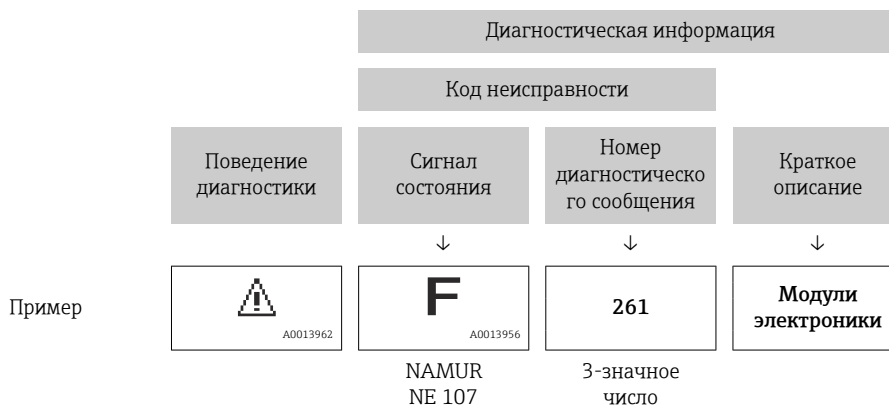 Диагностическая информация
Код неисправности
Поведение
диагностики
Сигнал
состояния
Номер
диагностическо
го сообщения
Краткое
описание
↓
↓
↓
Пример
A0013962
F
A0013956
261
Модули
электроники
NAMUR
NE 107
3-значное
число